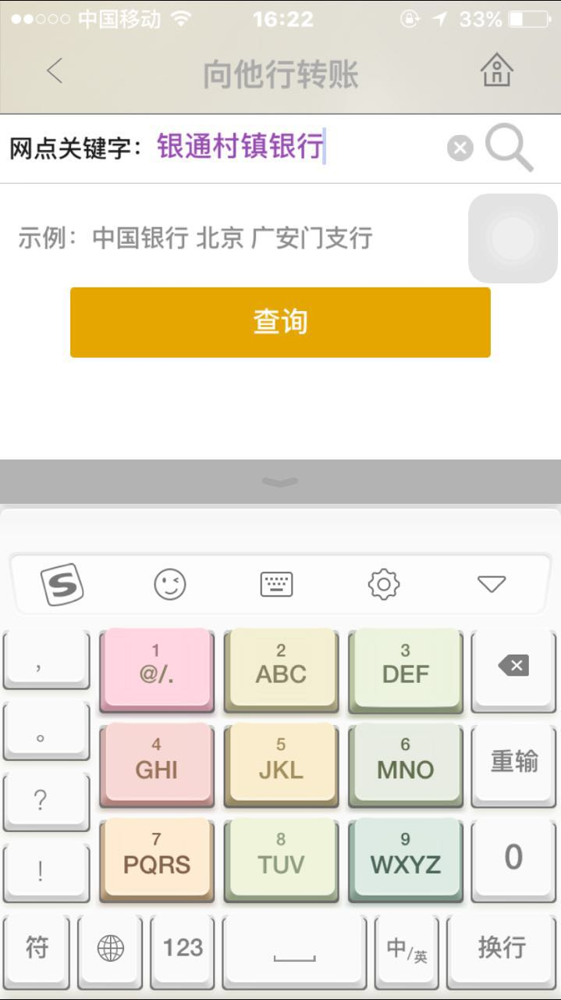 中国移动 16:22 33%
向他行转账
网点关键字：银通村镇银行
示例：中国银行 北京 广安门支行
查询
S
， 1 @/. 2 ABC 3 DEF
。 4 GHI 5 JKL 6 MNO 重输
？ 7 PQRS 8 TUV 9 WXYZ 0
！
符 123 中/英 换行